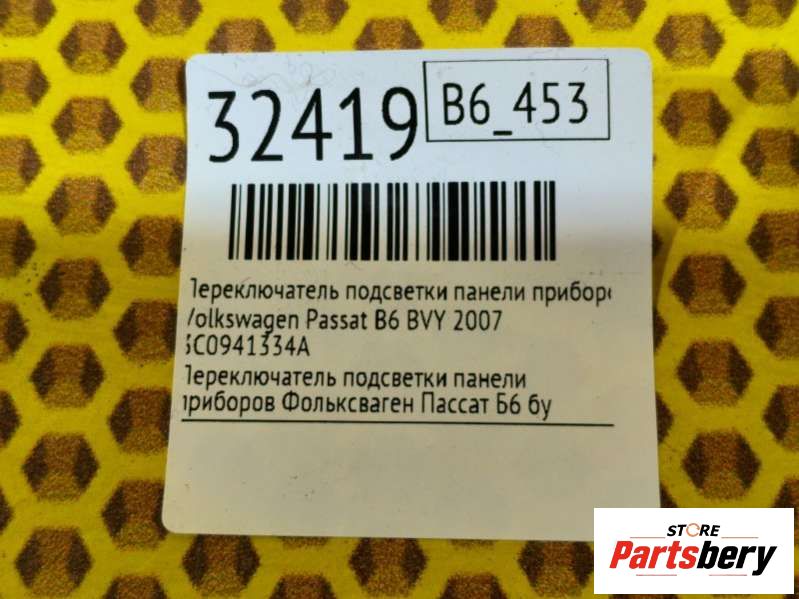 32419
B6_453
Переключатель подсветки панели приборо
Volkswagen Passat B6 BVY 2007
3C0941334A
Переключатель подсветки панели
приборов Фольксваген Пассат Б6 бу
STORE
Partsbery